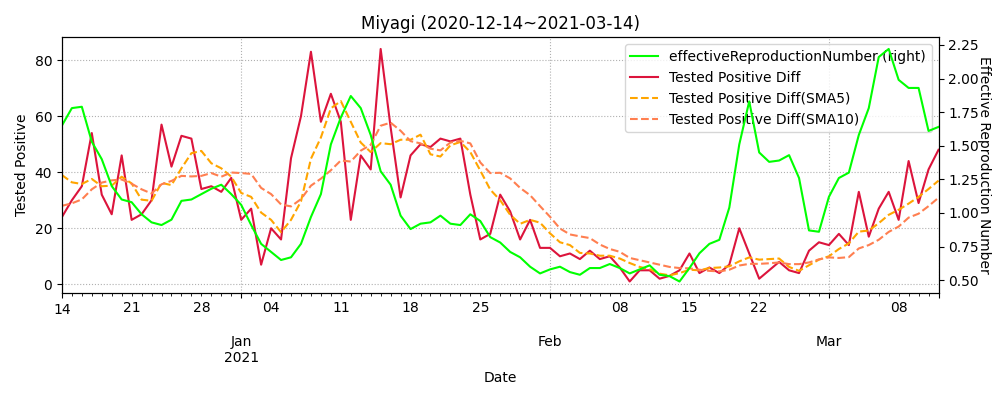 Miyagi (2020-12-14~2021-03-14)
effectiveReproductionNumber (right)
Tested Positive Diff
Tested Positive Diff(SMA5)
Tested Positive Diff(SMA10)
Tested Positive
80
60
40
20
0
2.25
2.00
1.75
1.50
1.25
1.00
0.75
0.50
Effective Reproduction Number
14 21 28 04 11 18 25 08 15 22 08
Jan Feb Mar
2021
Date